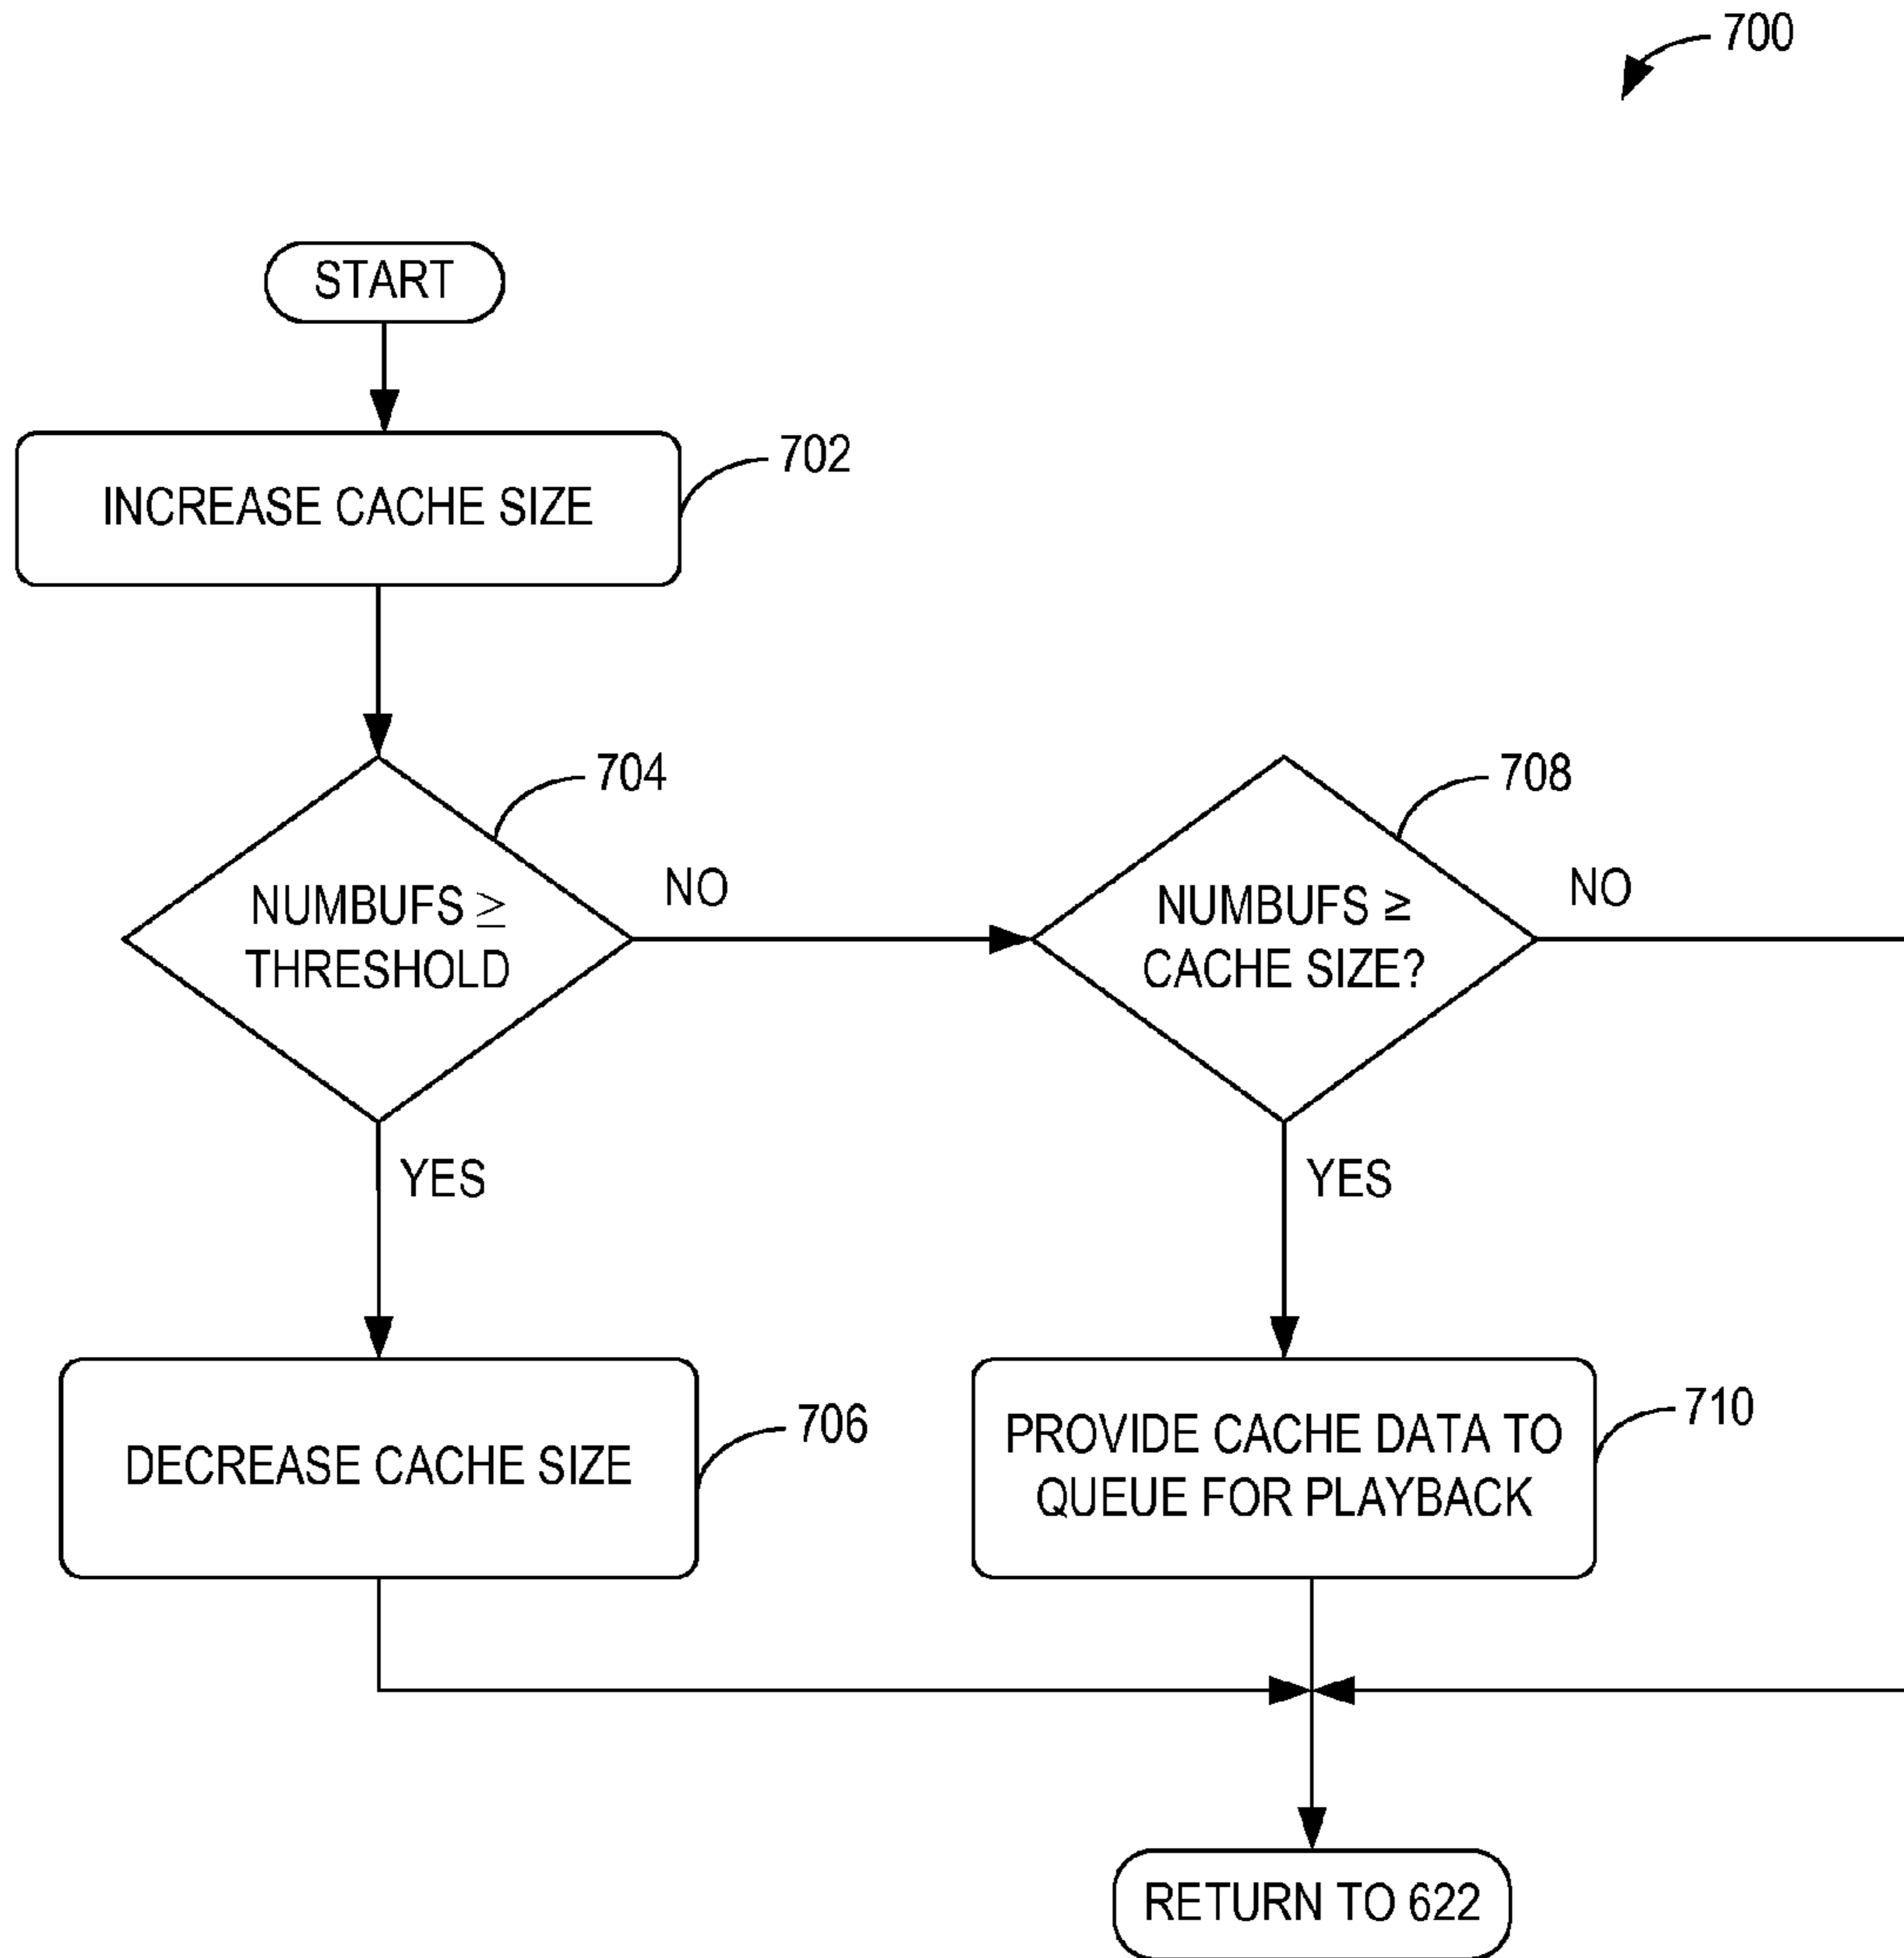 700
START
INCREASE CACHE SIZE
702
704
NUMBUFS ≥
THRESHOLD
NO
708
NUMBUFS ≥
CACHE SIZE?
NO
YES
YES
DECREASE CACHE SIZE
706
PROVIDE CACHE DATA TO
QUEUE FOR PLAYBACK
710
RETURN TO 622